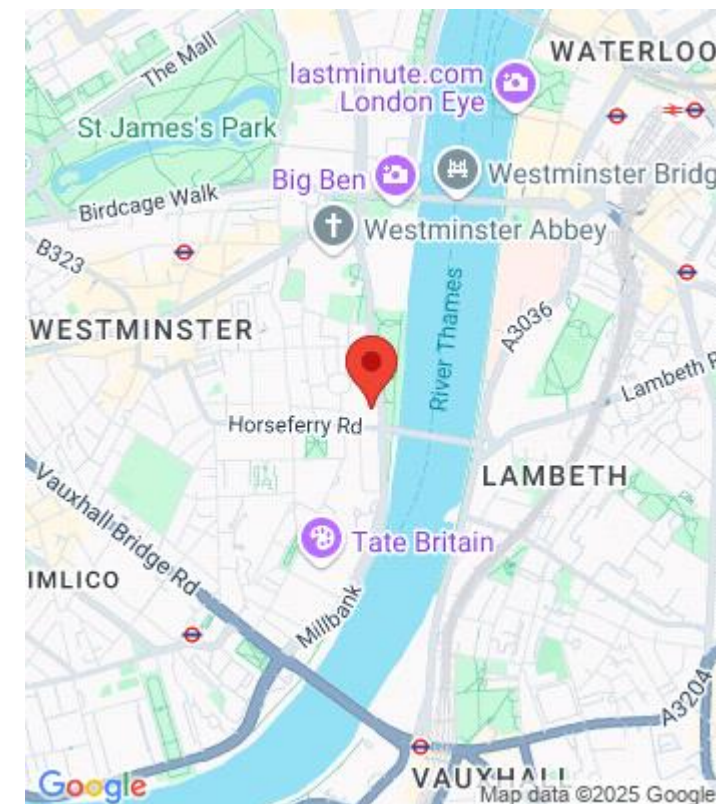 WATERLOO
The Mall
lastminute.com
London Eye
St James's Park
Big Ben
Westminster Bridg
Birdcage Walk
Westminster Abbey
B323
River Thames
WESTMINSTER
A3036
Lambeth R
Horseferry Rd
LAMBETH
Vauxhall Bridge Rd
Tate Britain
IMLICO
Millbank
A3204
VAUXHALL
Google
Map data ©2025 Google